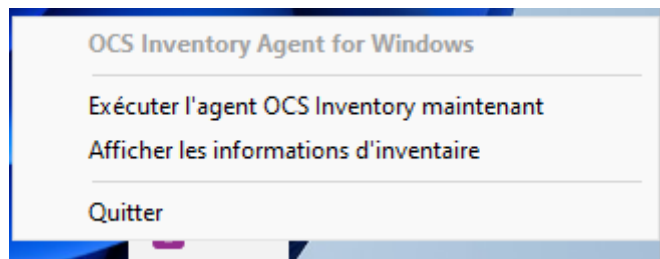 OCS Inventory Agent for Windows
Exécuter l'agent OCS Inventory maintenant
Afficher les informations d'inventaire
Quitter